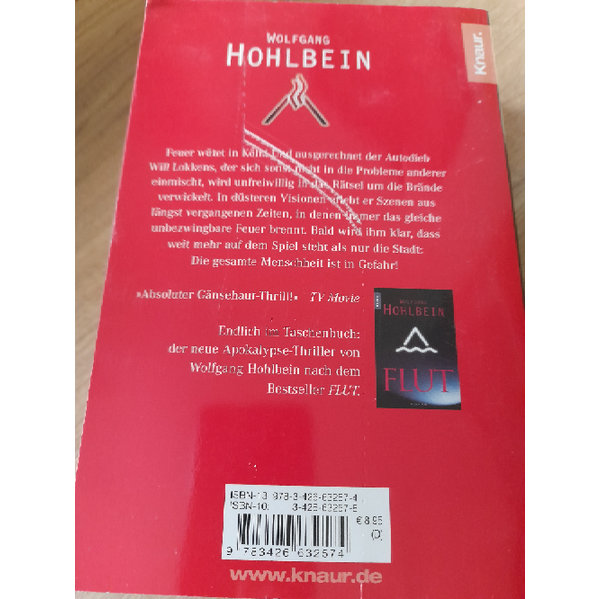 WOLFGANG
HOHLBEIN
Knaur.
Feuer wütet in Köln. Und ausgerechnet der Autodieb
Will Lokkens, der sich sonst nicht in die Probleme anderer
einmischt, wird unfreiwillig in das Rätsel um die Brände
verwickelt. In düsteren Visionen erlebt er Szenen aus
längst vergangenen Zeiten, in denen immer das gleiche
unbezwingbare Feuer brennt. Bald wird ihm klar, dass
weit mehr auf dem Spiel steht als nur die Stadt:
Die gesamte Menschheit ist in Gefahr!
»Absoluter Gänsehaut-Thrill!« TV Movie
Endlich im Taschenbuch:
der neue Apokalypse-Thriller von
Wolfgang Hohlbein nach dem
Bestseller FLUT.
WOLFGANG
HOHLBEIN
FLUT
ISBN-13: 978-3-426-63257-4
ISBN-10: 3-426-63257-5
€ 8.95
(D)
9 783426 632574
www.knaur.de